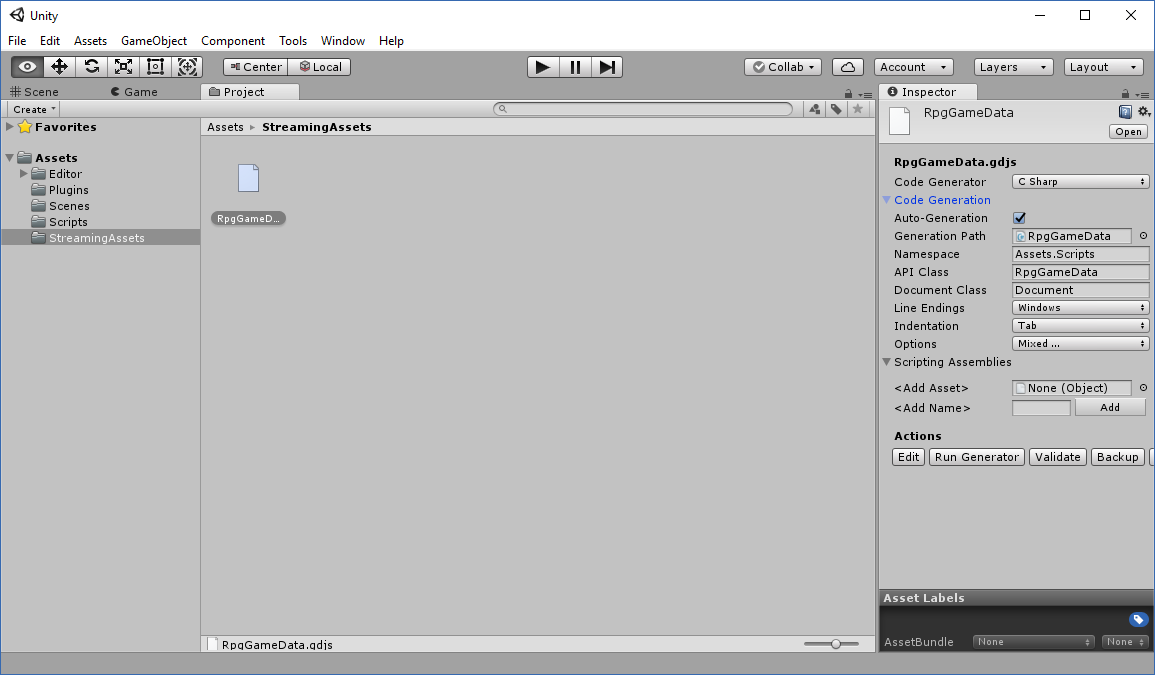 Unity
File Edit Assets GameObject Component Tools Window Help
Center Local Collab Account Layers Layout
Scene Game Project
Create
Favorites
Assets
Editor
Plugins
Scenes
Scripts
StreamingAssets
Assets StreamingAssets
RpgGameD...
RpgGameData.gdjs
Inspector
RpgGameData
Open
RpgGameData.gdjs
Code Generator C Sharp
Code Generation
Auto-Generation
Generation Path RpgGameData
Namespace Assets.Scripts
API Class RpgGameData
Document Class Document
Line Endings Windows
Indentation Tab
Options Mixed ...
Scripting Assemblies
<Add Asset> None (Object)
<Add Name> Add
Actions
Edit Run Generator Validate Backup
Asset Labels
AssetBundle None None